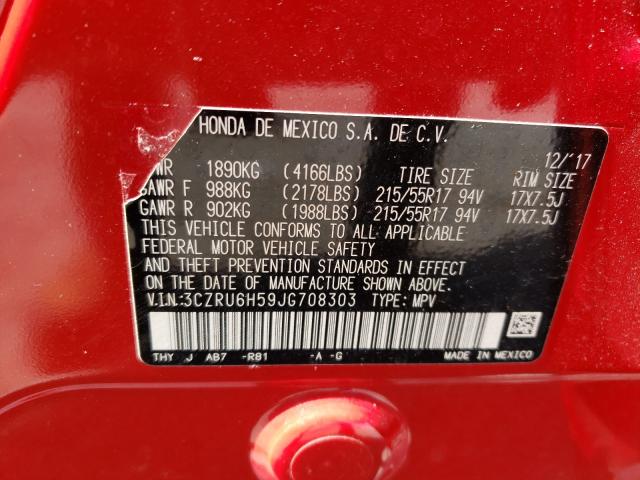 HONDA DE MEXICO S.A. DE C.V.
12/'17
WR 1890KG (4166LBS) TIRE SIZE RIM SIZE
GAWR F 988KG (2178LBS) 215/55R17 94V 17X7.5J
GAWR R 902KG (1988LBS) 215/55R17 94V 17X7.5J
THIS VEHICLE CONFORMS TO ALL APPLICABLE
FEDERAL MOTOR VEHICLE SAFETY
AND THEFT PREVENTION STANDARDS IN EFFECT
ON THE DATE OF MANUFACTURE SHOWN ABOVE.
V.I.N.:3CZRU6H59JG708303 TYPE: MPV
THY J AB7 -R81 -A -G MADE IN MEXICO